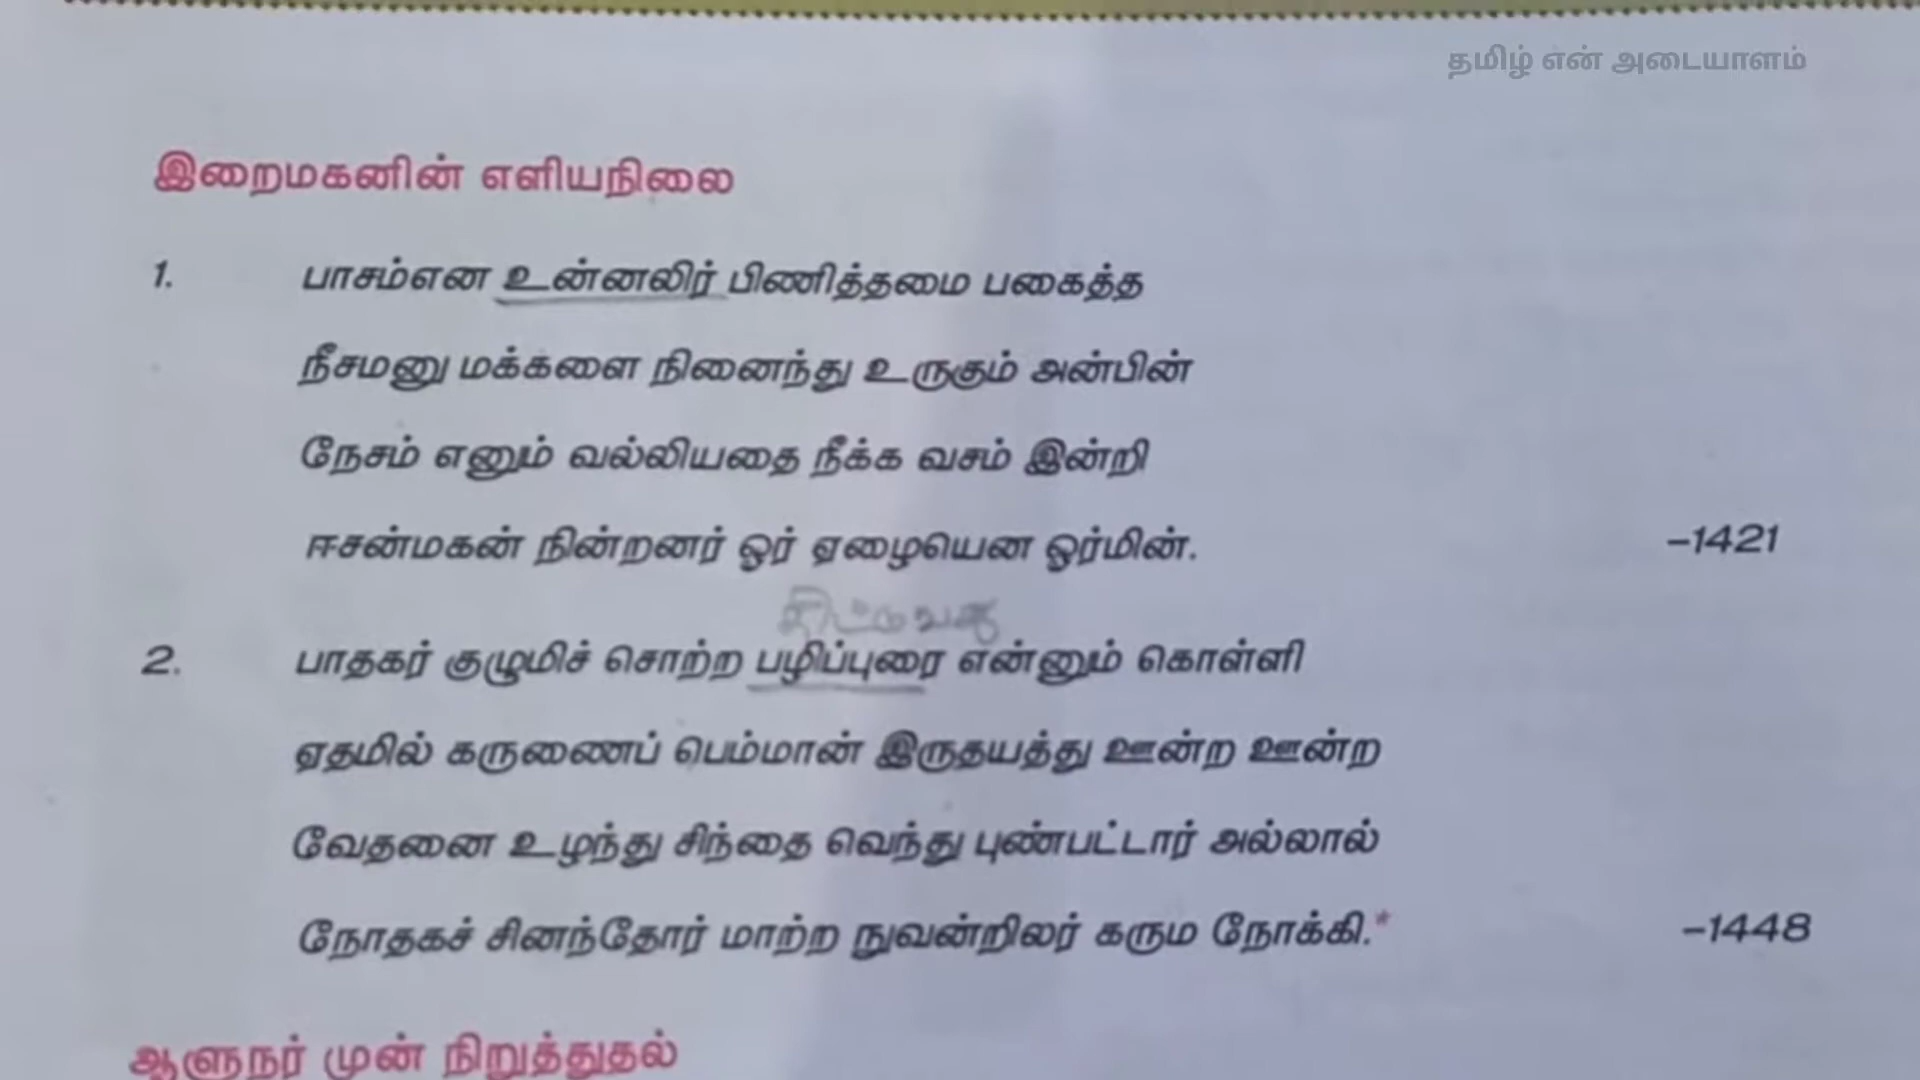 தமிழ் என் அடையாளம்
இறைமகனின் எளியநிலை
1. பாசம்என உன்னலிர் பிணித்தமை பகைத்த
நீசமனு மக்களை நினைந்து உருகும் அன்பின்
நேசம் எனும் வல்லியதை நீக்க வசம் இன்றி
ஈசன்மகன் நின்றனர் ஓர் ஏழையென ஓர்மின். -1421
2. பாதகர் குழுமிச் சொற்ற பழிப்புரை என்னும் கொள்ளி
ஏதமில் கருணைப் பெம்மான் இருதயத்து ஊன்ற ஊன்ற
வேதனை உழந்து சிந்தை வெந்து புண்பட்டார் அல்லால்
நோதகச் சினந்தோர் மாற்ற நுவன்றிலர் கரும நோக்கி.* -1448
ஆளுநர் முன் நிறுத்துதல்